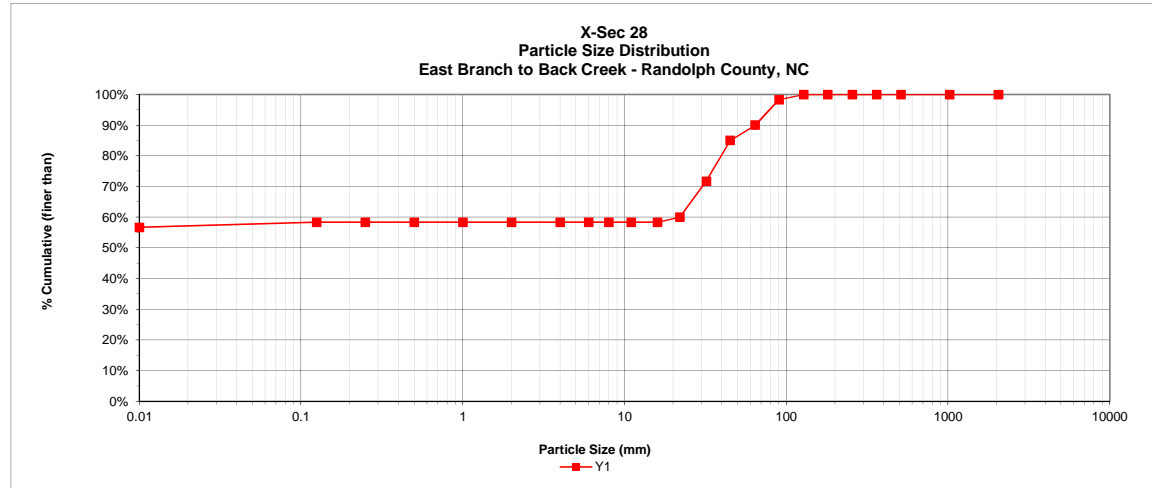 X-Sec 28
Particle Size Distribution
East Branch to Back Creek - Randolph County, NC
% Cumulative (finer than)
100%
90%
80%
70%
60%
50%
40%
30%
20%
10%
0%
0.01 0.1 1 10 100 1000 10000
Particle Size (mm)
Y1